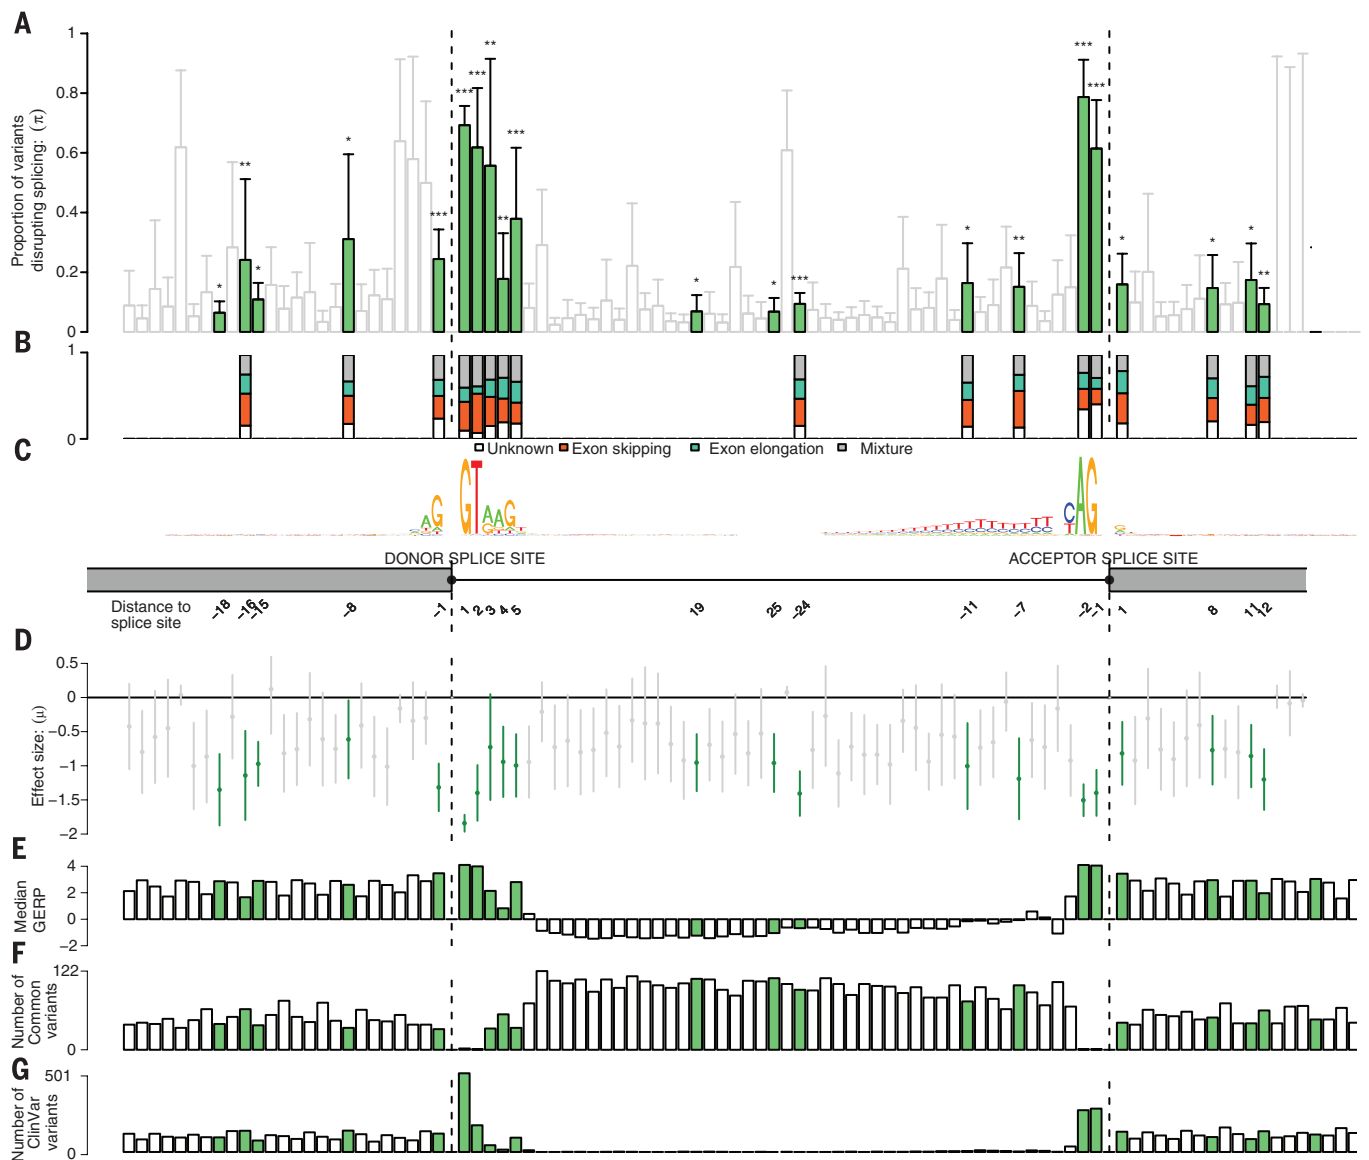 A
1
0.8
0.6
0.4
0.2
0
Proportion of variants
disrupting splicing: (π)
* ** * * *** *** *** ** ** *** * * *** * ** *** *** * * * **
B
1
0
Unknown Exon skipping Exon elongation Mixture
C
AG GT AAG CAG
DONOR SPLICE SITE ACCEPTOR SPLICE SITE
Distance to
splice site
−18 −16 −15 −8 −1 1 2 3 4 5 19 25 −24 −11 −7 −2 −1 1 8 11 12
D
0.5
0
−0.5
−1
−1.5
−2
Effect size: (μ)
E
4
2
0
−2
Median
GERP
F
122
0
Number of
Common
variants
G
501
0
Number of
ClinVar
variants